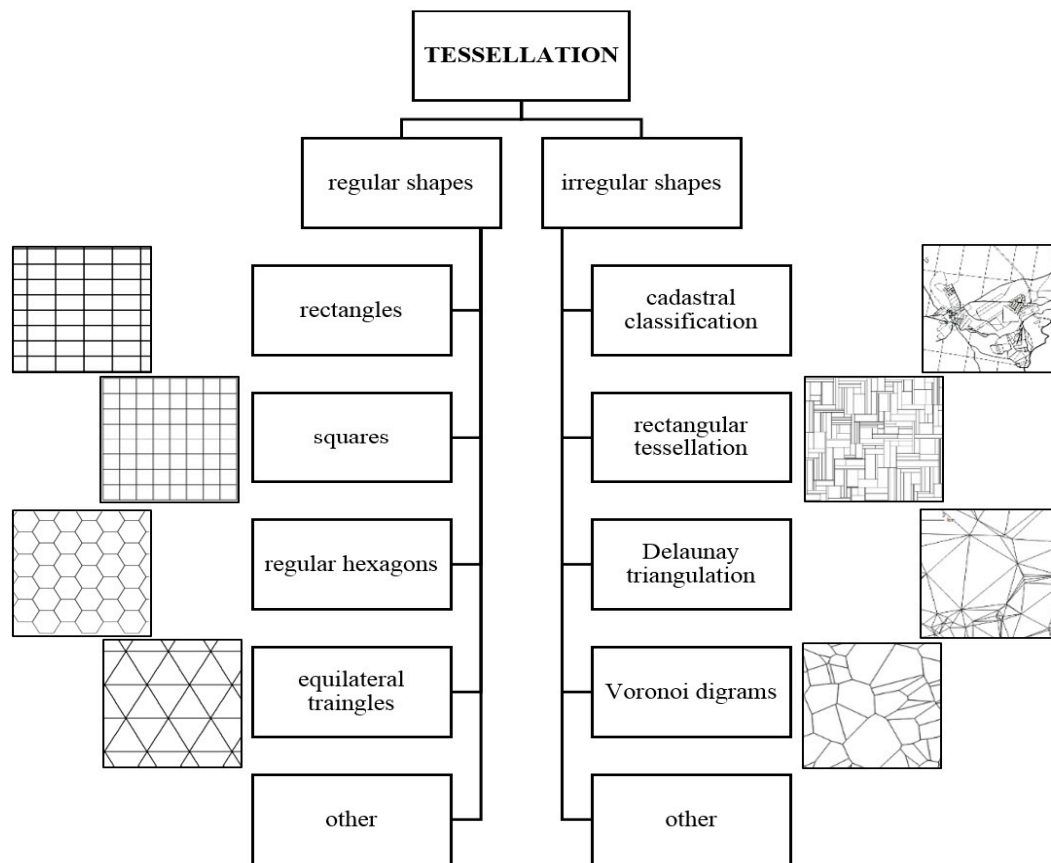 TESSELLATION
regular shapes
irregular shapes
rectangles
cadastral
classification
squares
rectangular
tessellation
regular hexagons
Delaunay
triangulation
equilateral
traingles
Voronoi digrams
other
other